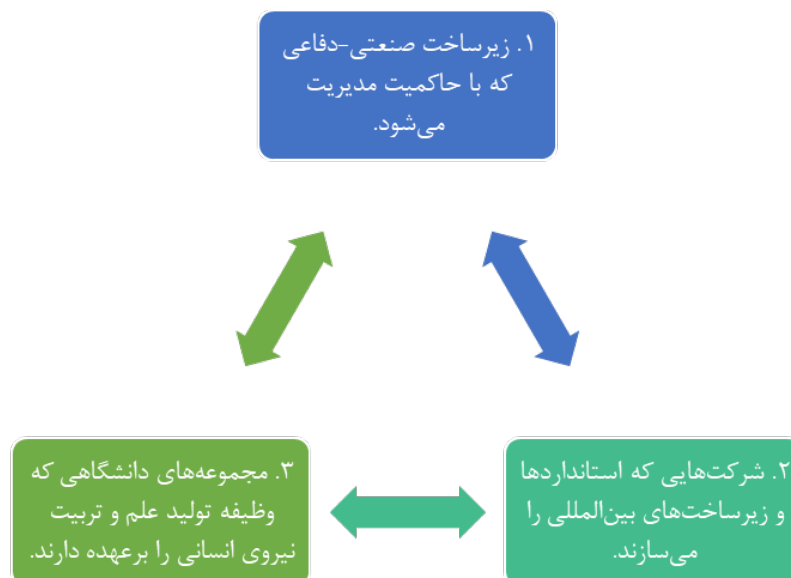 ۱. زیرساخت صنعتی-دفاعی
که با حاکمیت مدیریت
می‌شود.
۲. شرکت‌هایی که استانداردها
و زیرساخت‌های بین‌المللی را
می‌سازند.
۳. مجموعه‌های دانشگاهی که
وظیفه تولید علم و تربیت
نیروی انسانی را برعهده دارند.